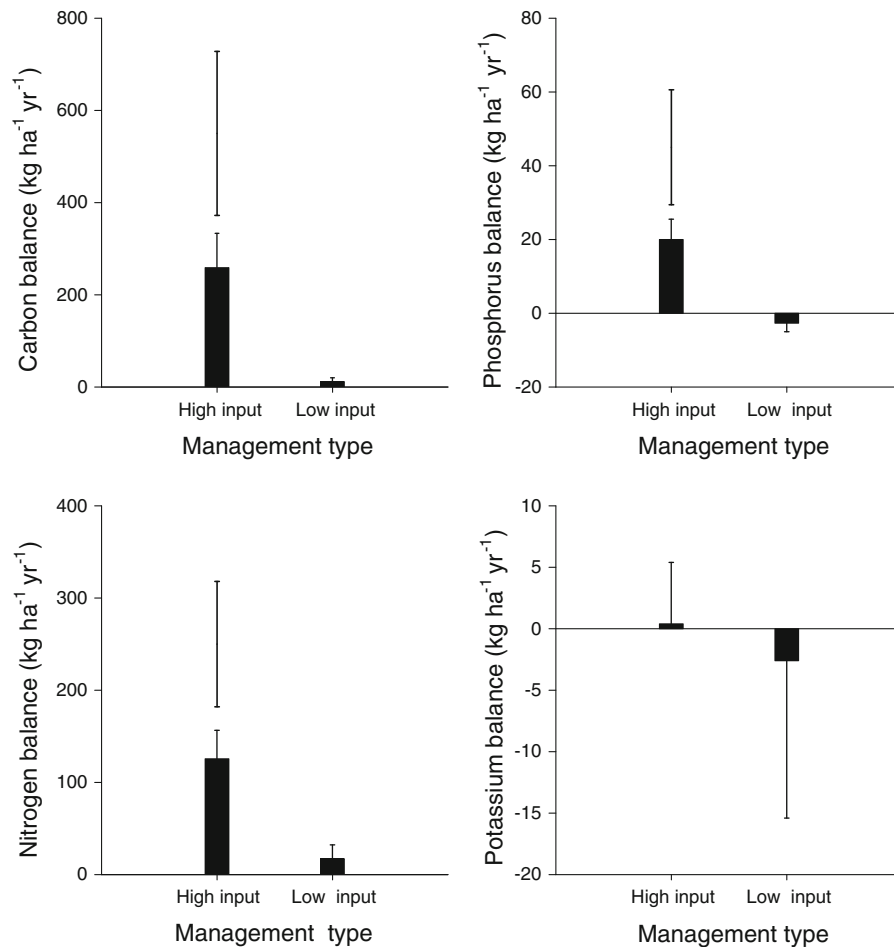 800
600
400
200
0
Carbon balance (kg ha⁻¹ yr⁻¹)
High input Low input
Management type
80
60
40
20
0
-20
Phosphorus balance (kg ha⁻¹ yr⁻¹)
High input Low input
Management type
400
300
200
100
0
Nitrogen balance (kg ha⁻¹ yr⁻¹)
High input Low input
Management type
10
5
0
-5
-10
-15
-20
Potassium balance (kg ha⁻¹ yr⁻¹)
High input Low input
Management type